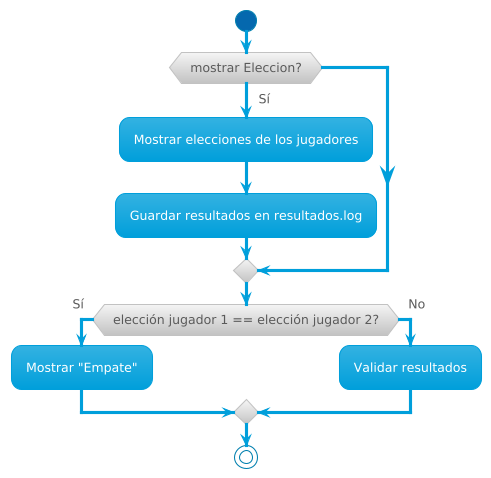 mostrar Eleccion?
Sí
Mostrar elecciones de los jugadores
Guardar resultados en resultados.log
Sí
elección jugador 1 == elección jugador 2?
No
Mostrar "Empate"
Validar resultados